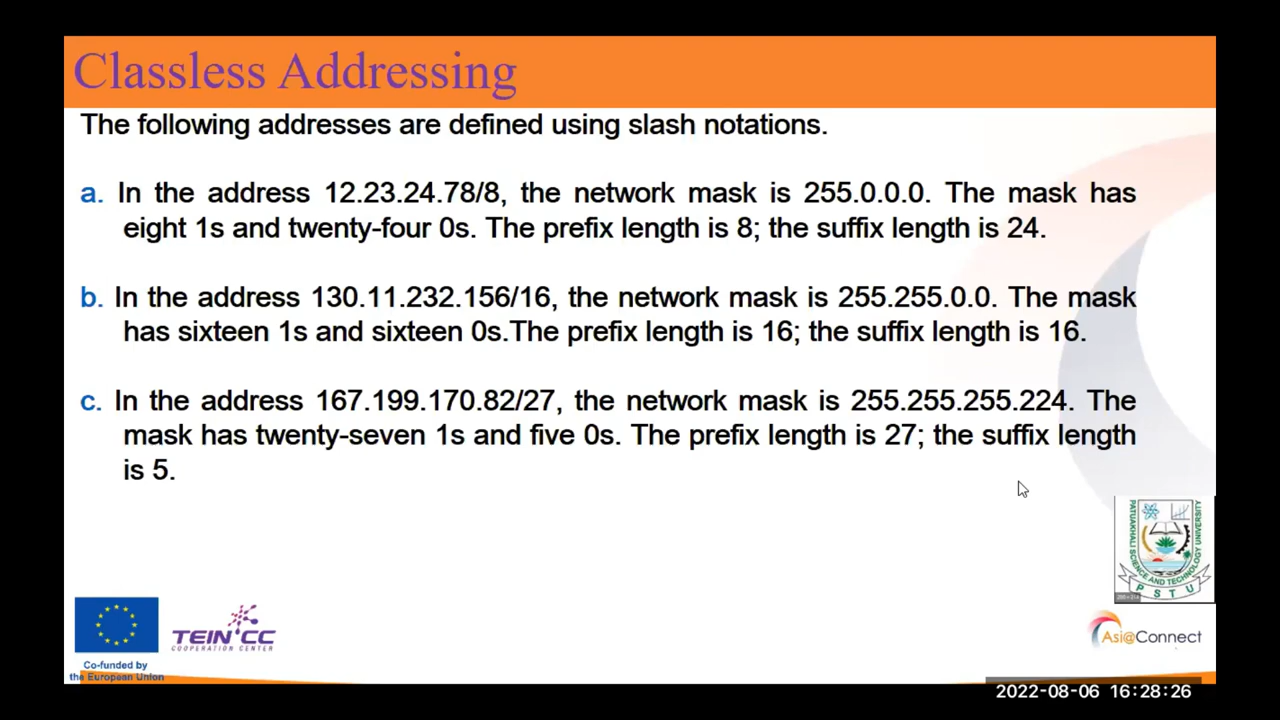 Classless Addressing
The following addresses are defined using slash notations.
a. In the address 12.23.24.78/8, the network mask is 255.0.0.0. The mask has
eight 1s and twenty-four 0s. The prefix length is 8; the suffix length is 24.
b. In the address 130.11.232.156/16, the network mask is 255.255.0.0. The mask
has sixteen 1s and sixteen 0s.The prefix length is 16; the suffix length is 16.
c. In the address 167.199.170.82/27, the network mask is 255.255.255.224. The
mask has twenty-seven 1s and five 0s. The prefix length is 27; the suffix length
is 5.
PATUAKHALI SCIENCE AND TECHNOLOGY UNIVERSITY
P S T U
TEIN*CC
COOPERATION CENTER
Asi@Connect
Co-funded by
the European Union
2022-08-06 16:28:26